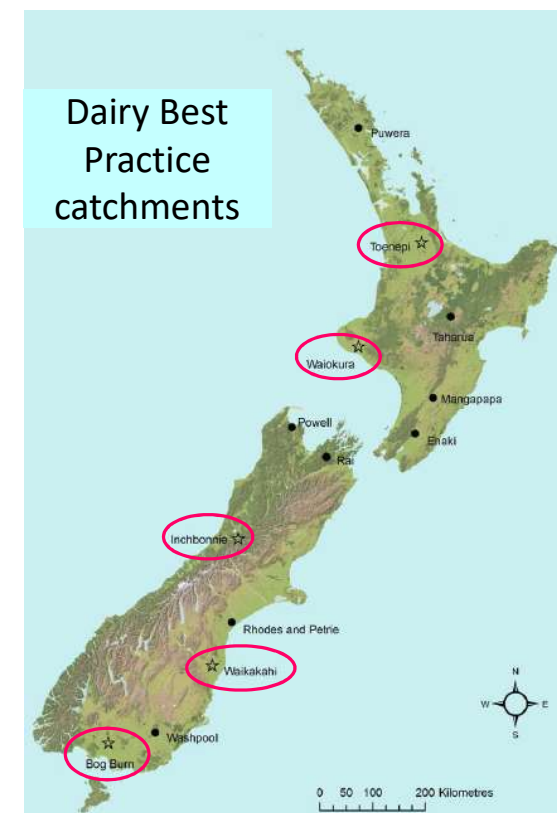 Dairy Best
Practice
catchments
Puwera
Toenepi
Taharua
Waiokura
Mangapapa
Enaki
Powell
Rai
Inchbonnie
Rhodes and Petrie
Waikakahi
Washpool
Bog Burn
N
W E
S
0 50 100 200 Kilometres